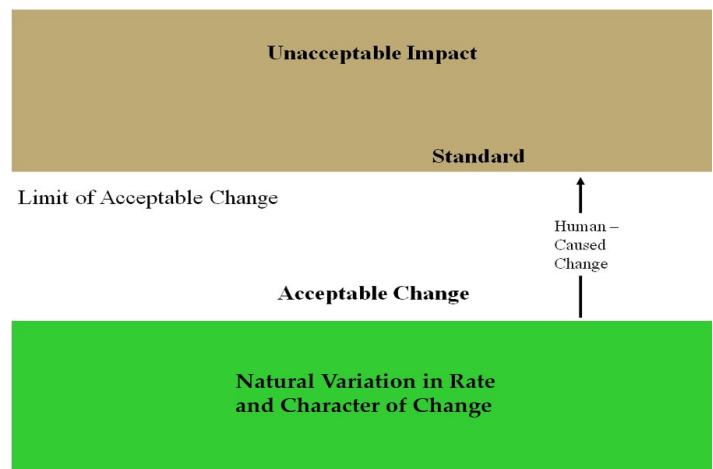 Unacceptable Impact
Standard
Limit of Acceptable Change
Human –
Caused
Change
Acceptable Change
Natural Variation in Rate
and Character of Change